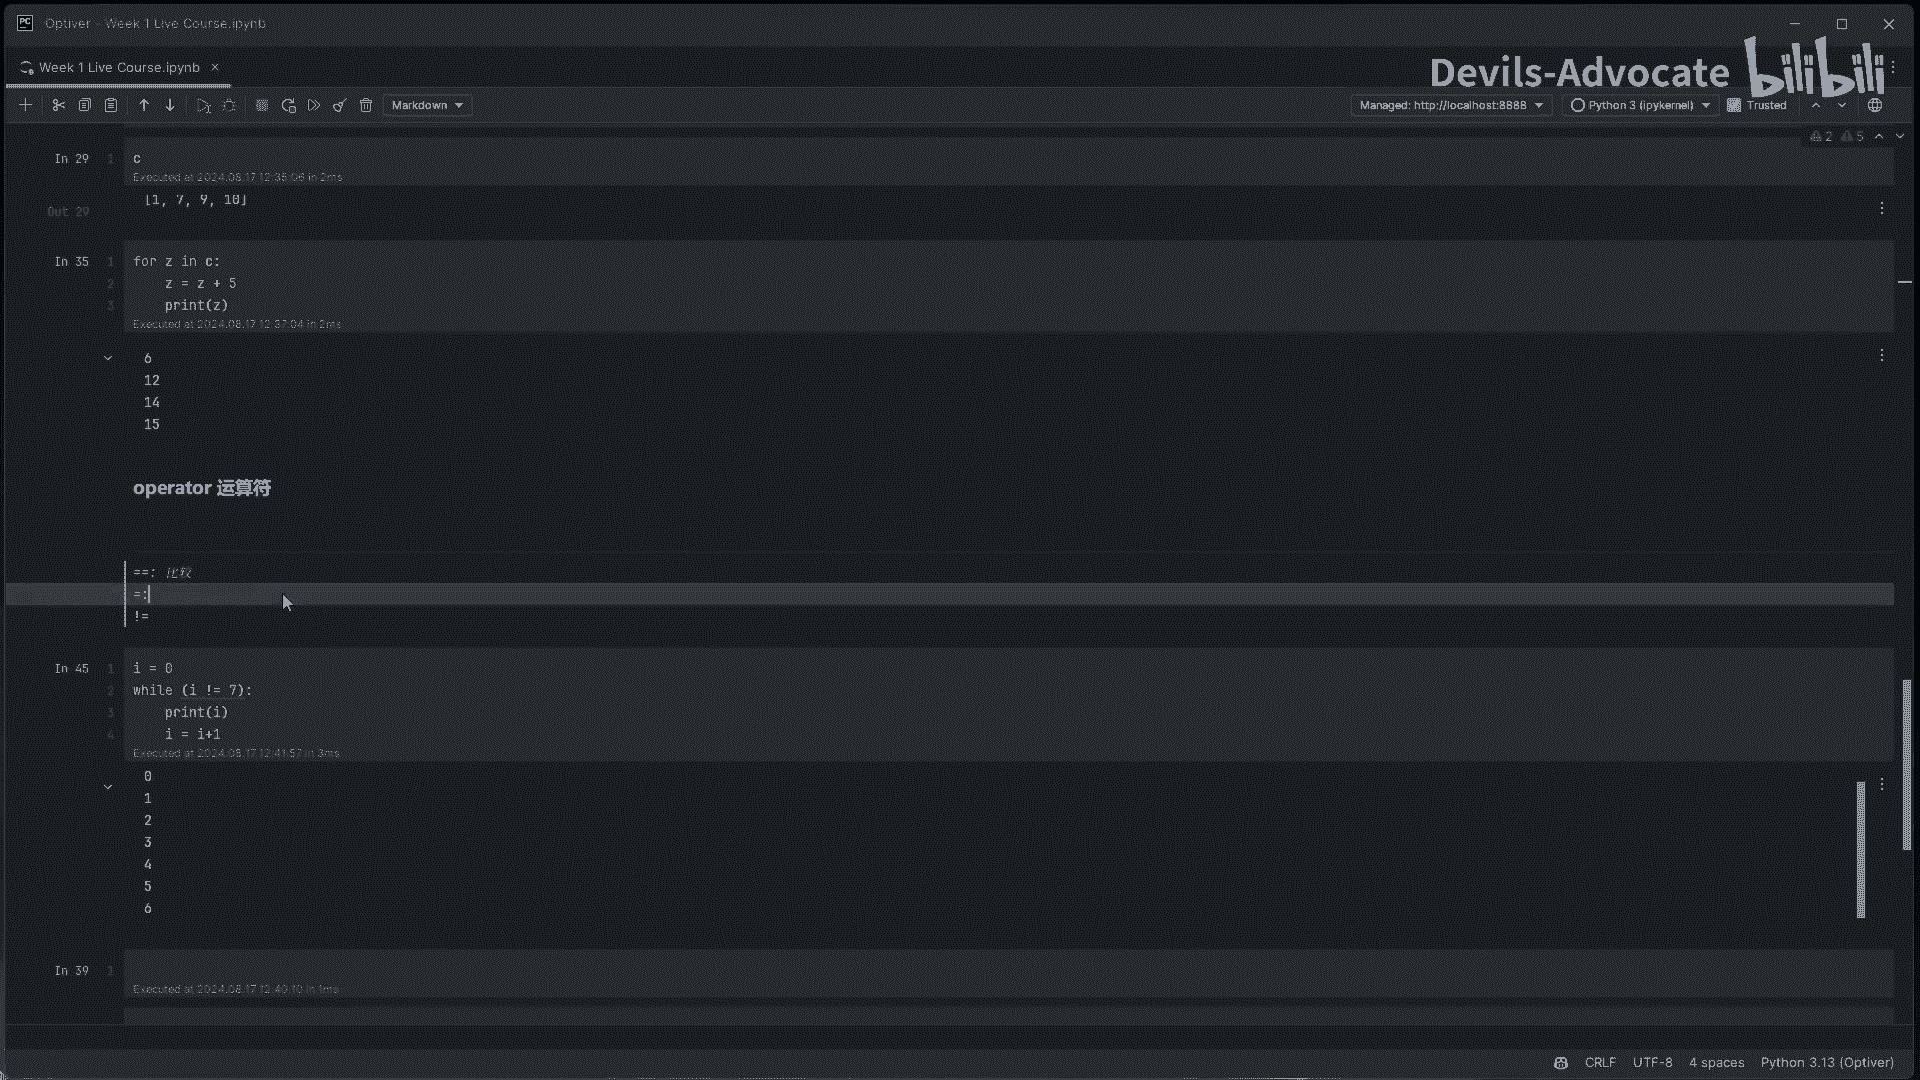 PC Optiver - Week 1 Live Course.ipynb
Week 1 Live Course.ipynb
Devils-Advocate bilibili
Markdown
Managed: http://localhost:8888
Python 3 (ipykernel)
Trusted
2 5
In 29 1 c
Executed at 2024.08.17 12:35:06 in 2ms
[1, 7, 9, 10]
Out 29
In 35 1 for z in c:
2 z = z + 5
3 print(z)
Executed at 2024.08.17 12:37:04 in 2ms
6
12
14
15
operator 运算符
==: 比较
=:
!=
In 45 1 i = 0
2 while (i != 7):
3 print(i)
4 i = i+1
Executed at 2024.08.17 12:41:57 in 3ms
0
1
2
3
4
5
6
In 39 1
Executed at 2024.08.17 12:40:10 in 1ms
CRLF UTF-8 4 spaces Python 3.13 (Optiver)